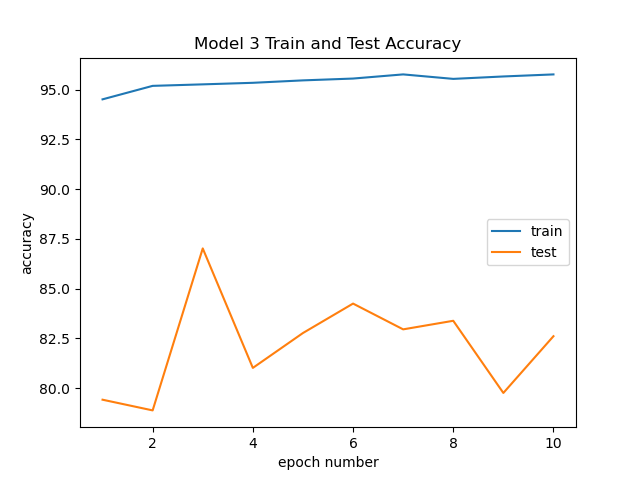 Model 3 Train and Test Accuracy
95.0
92.5
90.0
87.5
85.0
82.5
80.0
accuracy
train
test
2 4 6 8 10
epoch number